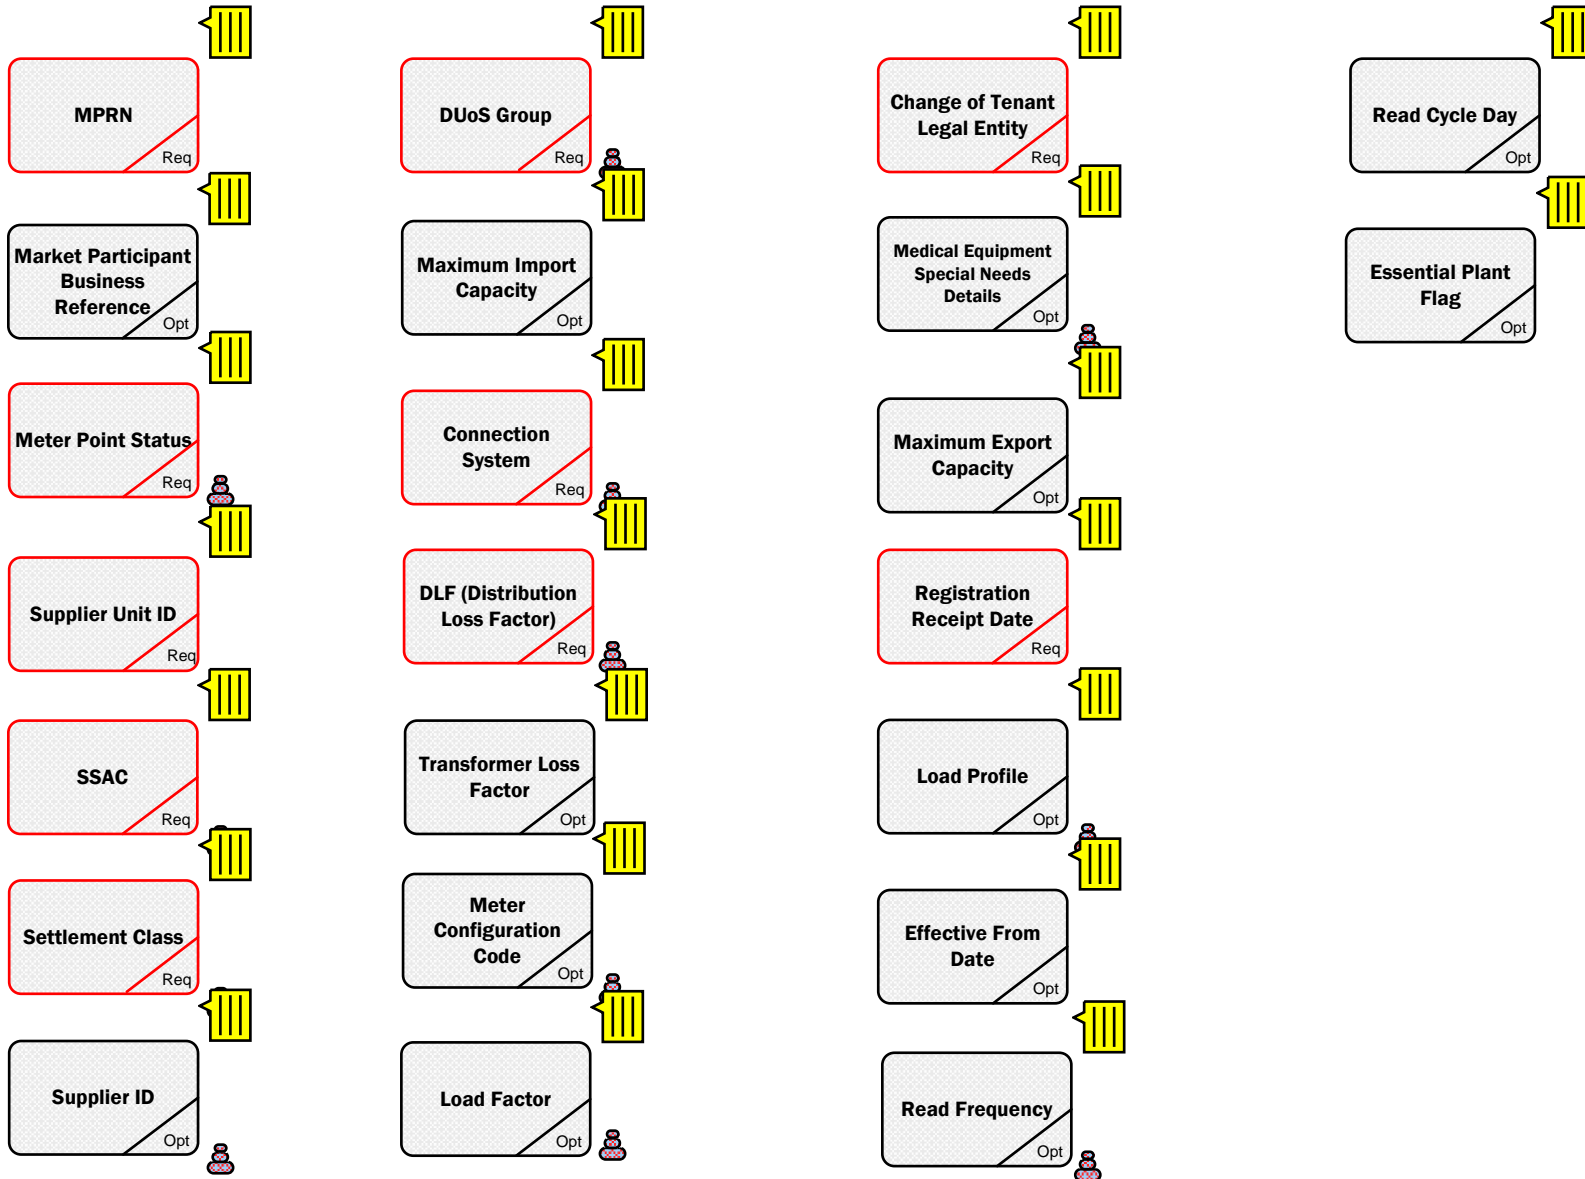 MPRN
Req
Market Participant
Business
Reference
Opt
Meter Point Status
Req
Supplier Unit ID
Req
SSAC
Req
Settlement Class
Req
Supplier ID
Opt
DUoS Group
Req
Maximum Import
Capacity
Opt
Connection
System
Req
DLF (Distribution
Loss Factor)
Req
Transformer Loss
Factor
Opt
Meter
Configuration
Code
Opt
Load Factor
Opt
Change of Tenant
Legal Entity
Req
Medical Equipment
Special Needs
Details
Opt
Maximum Export
Capacity
Opt
Registration
Receipt Date
Req
Load Profile
Opt
Effective From
Date
Opt
Read Frequency
Opt
Read Cycle Day
Opt
Essential Plant
Flag
Opt